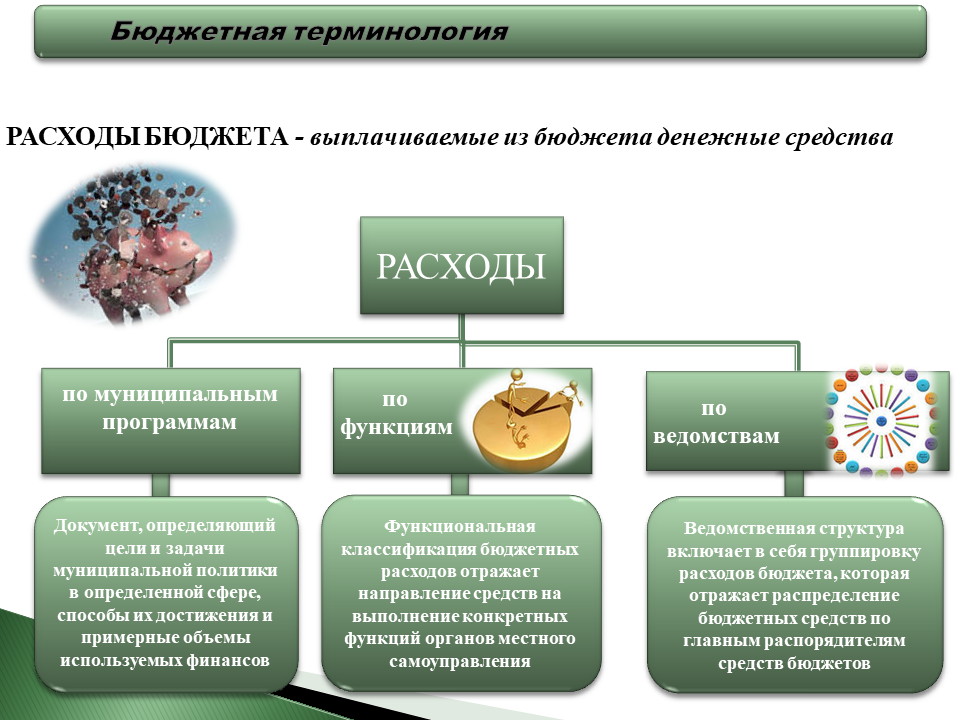 Бюджетная терминология
РАСХОДЫ БЮДЖЕТА - выплачиваемые из бюджета денежные средства
РАСХОДЫ
по муниципальным
программам
по
функциям
по
ведомствам
Документ, определяющий
цели и задачи
муниципальной политики
в определенной сфере,
способы их достижения и
примерные объемы
используемых финансов
Функциональная
классификация бюджетных
расходов отражает
направление средств на
выполнение конкретных
функций органов местного
самоуправления
Ведомственная структура
включает в себя группировку
расходов бюджета, которая
отражает распределение
бюджетных средств по
главным распорядителям
средств бюджетов